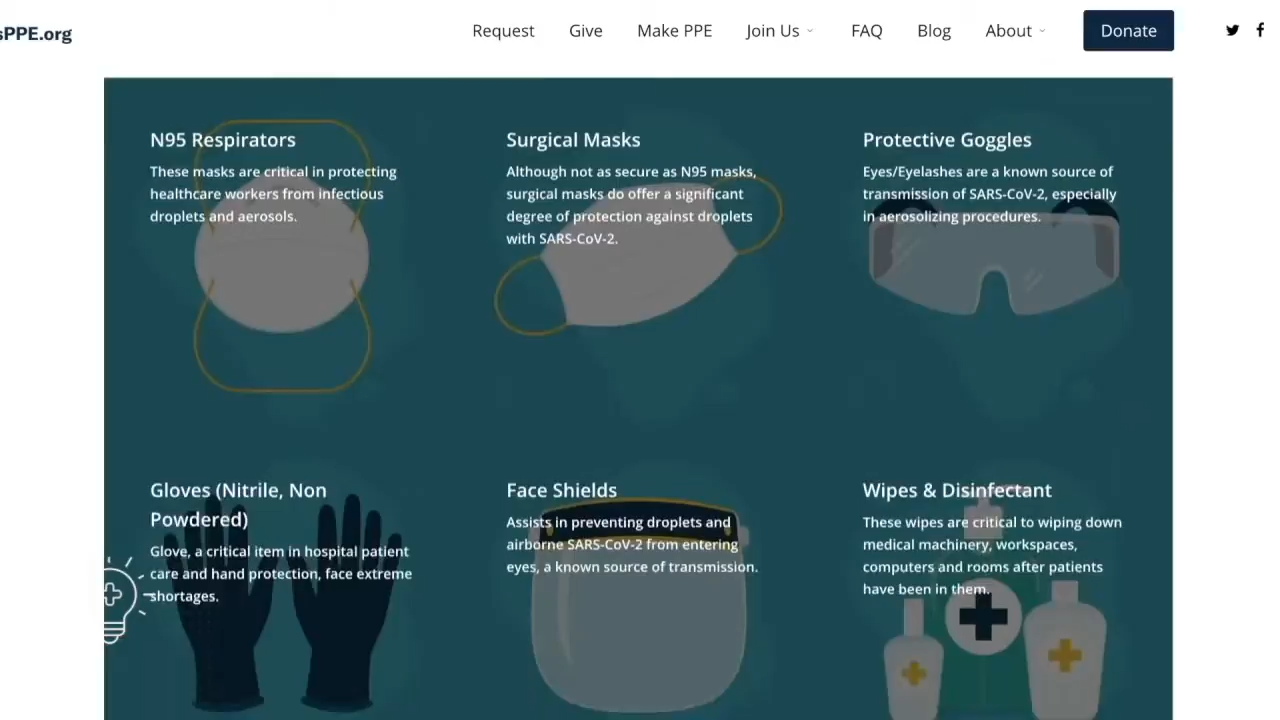 sPPE.org
Request
Give
Make PPE
Join Us
FAQ
Blog
About
Donate
N95 Respirators
These masks are critical in protecting
healthcare workers from infectious
droplets and aerosols.
Surgical Masks
Although not as secure as N95 masks,
surgical masks do offer a significant
degree of protection against droplets
with SARS-CoV-2.
Protective Goggles
Eyes/Eyelashes are a known source of
transmission of SARS-CoV-2, especially
in aerosolizing procedures.
Gloves (Nitrile, Non
Powdered)
Glove, a critical item in hospital patient
care and hand protection, face extreme
shortages.
Face Shields
Assists in preventing droplets and
airborne SARS-CoV-2 from entering
eyes, a known source of transmission.
Wipes & Disinfectant
These wipes are critical to wiping down
medical machinery, workspaces,
computers and rooms after patients
have been in them.